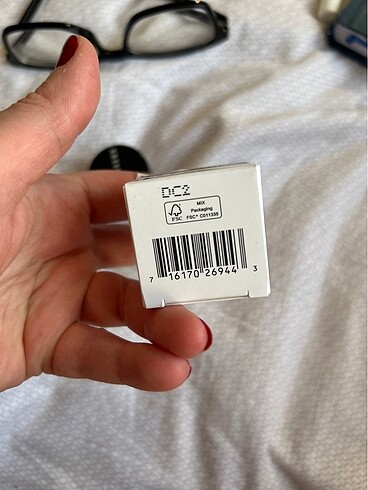 DC2
MIX
Packaging
FSC
FSC® C011335
7 16170 26944 3